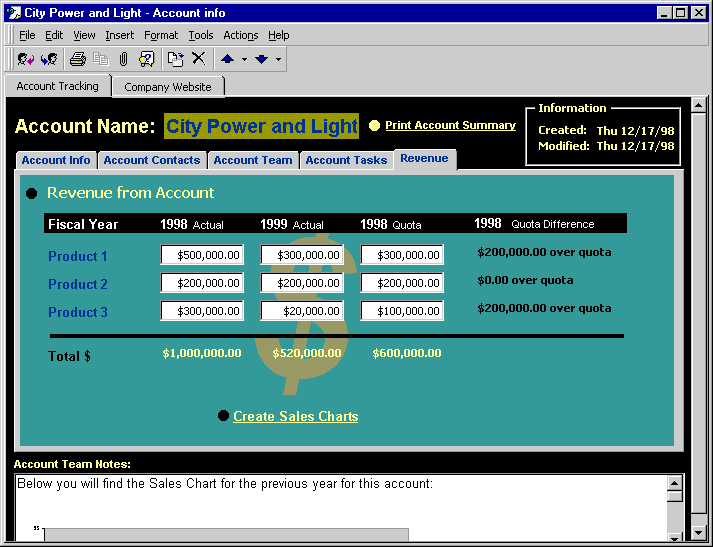 City Power and Light - Account info
File Edit View Insert Format Tools Actions Help
Account Tracking Company Website
Account Name: City Power and Light Print Account Summary
Information
Created: Thu 12/17/98
Modified: Thu 12/17/98
Account Info Account Contacts Account Team Account Tasks Revenue
Revenue from Account
Fiscal Year 1998 Actual 1999 Actual 1998 Quota 1998 Quota Difference
Product 1 $500,000.00 $300,000.00 $300,000.00 $200,000.00 over quota
Product 2 $200,000.00 $200,000.00 $200,000.00 $0.00 over quota
Product 3 $300,000.00 $20,000.00 $100,000.00 $200,000.00 over quota
Total $ $1,000,000.00 $520,000.00 $600,000.00
Create Sales Charts
Account Team Notes:
Below you will find the Sales Chart for the previous year for this account: